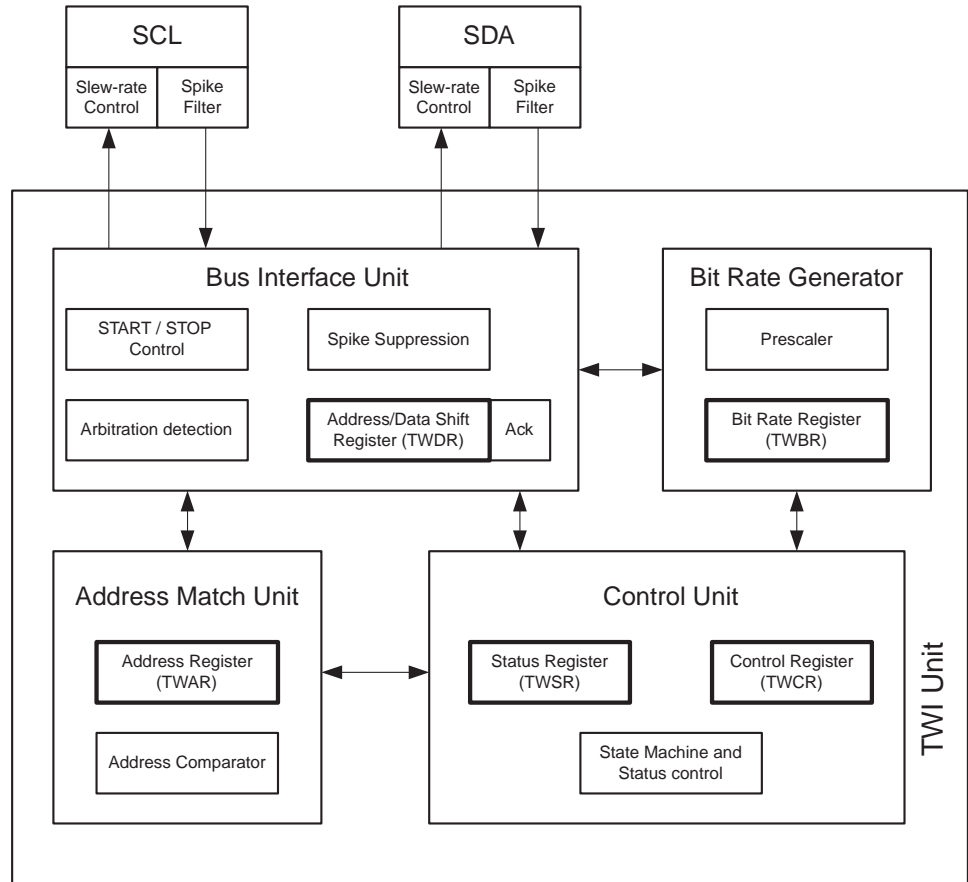 SCL
Slew-rate
Control
Spike
Filter
SDA
Slew-rate
Control
Spike
Filter
Bus Interface Unit
START / STOP
Control
Spike Suppression
Arbitration detection
Address/Data Shift
Register (TWDR)
Ack
Bit Rate Generator
Prescaler
Bit Rate Register
(TWBR)
Address Match Unit
Address Register
(TWAR)
Address Comparator
Control Unit
Status Register
(TWSR)
Control Register
(TWCR)
State Machine and
Status control
TWI Unit